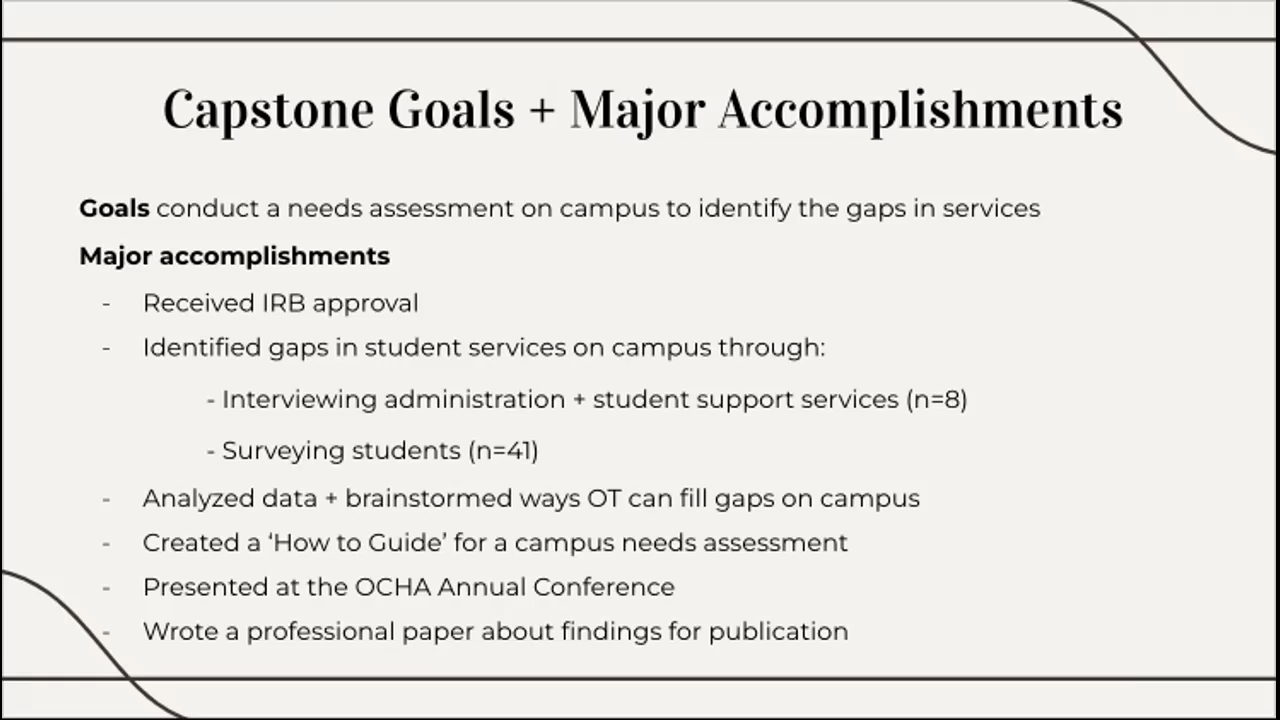 Capstone Goals + Major Accomplishments
Goals conduct a needs assessment on campus to identify the gaps in services
Major accomplishments
- Received IRB approval
- Identified gaps in student services on campus through:
- Interviewing administration + student support services (n=8)
- Surveying students (n=41)
- Analyzed data + brainstormed ways OT can fill gaps on campus
- Created a ‘How to Guide’ for a campus needs assessment
- Presented at the OCHA Annual Conference
- Wrote a professional paper about findings for publication